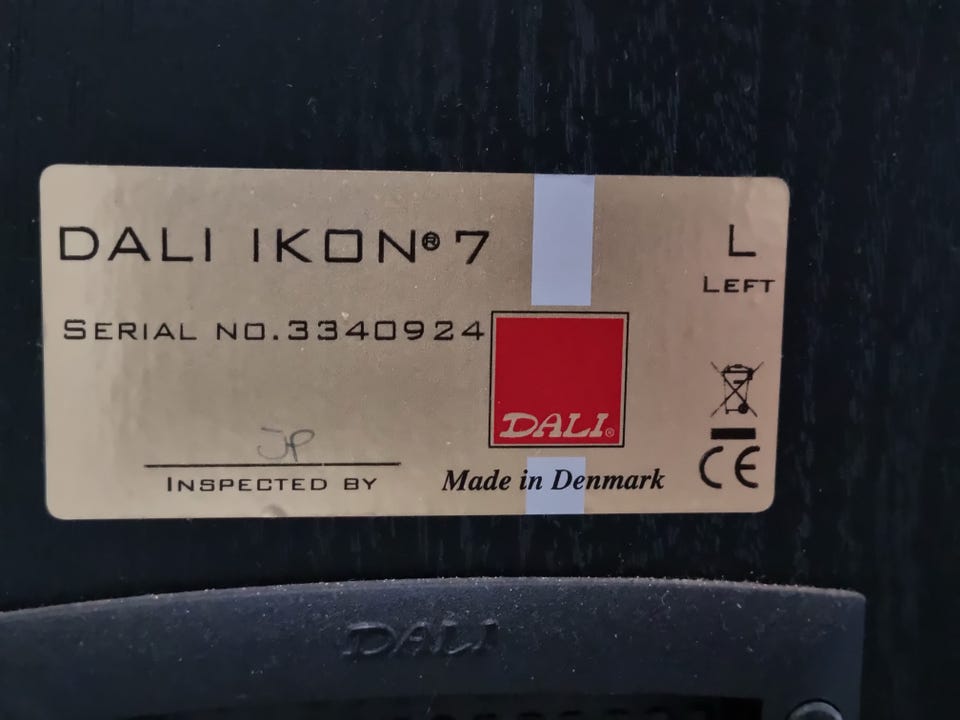 DALI IKON® 7
L
LEFT
SERIAL NO.3340924
DALI®
JP
INSPECTED BY
Made in Denmark
CE
DALI